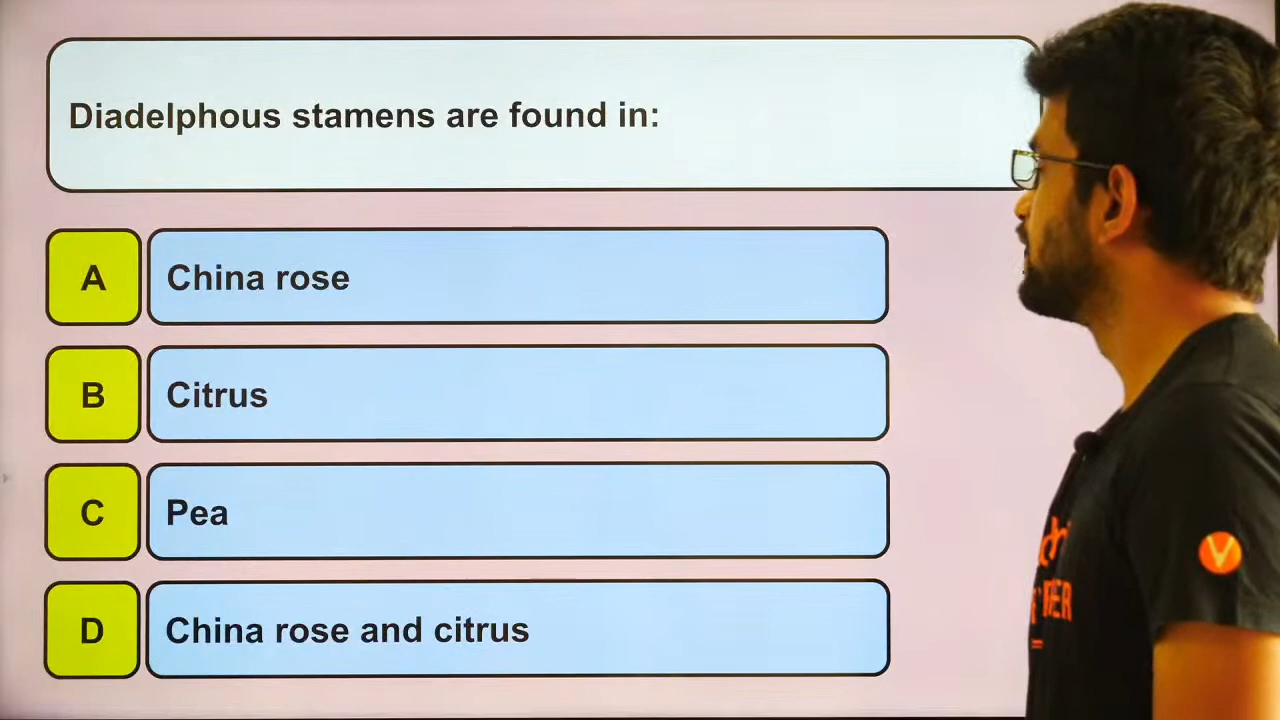 Diadelphous stamens are found in:
A
China rose
B
Citrus
C
Pea
D
China rose and citrus
V